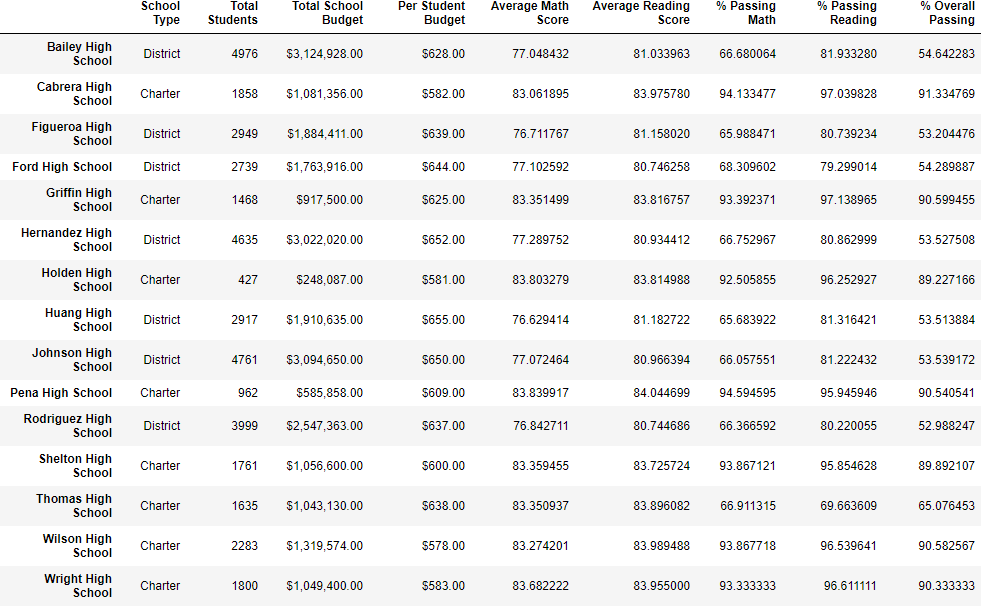 School Type Total Students Total School Budget Per Student Budget Average Math Score Average Reading Score % Passing Math % Passing Reading % Overall Passing
Bailey High School District 4976 $3,124,928.00 $628.00 77.048432 81.033963 66.680064 81.933280 54.642283
Cabrera High School Charter 1858 $1,081,356.00 $582.00 83.061895 83.975780 94.133477 97.039828 91.334769
Figueroa High School District 2949 $1,884,411.00 $639.00 76.711767 81.158020 65.988471 80.739234 53.204476
Ford High School District 2739 $1,763,916.00 $644.00 77.102592 80.746258 68.309602 79.299014 54.289887
Griffin High School Charter 1468 $917,500.00 $625.00 83.351499 83.816757 93.392371 97.138965 90.599455
Hernandez High School District 4635 $3,022,020.00 $652.00 77.289752 80.934412 66.752967 80.862999 53.527508
Holden High School Charter 427 $248,087.00 $581.00 83.803279 83.814988 92.505855 96.252927 89.227166
Huang High School District 2917 $1,910,635.00 $655.00 76.629414 81.182722 65.683922 81.316421 53.513884
Johnson High School District 4761 $3,094,650.00 $650.00 77.072464 80.966394 66.057551 81.222432 53.539172
Pena High School Charter 962 $585,858.00 $609.00 83.839917 84.044699 94.594595 95.945946 90.540541
Rodriguez High School District 3999 $2,547,363.00 $637.00 76.842711 80.744686 66.366592 80.220055 52.988247
Shelton High School Charter 1761 $1,056,600.00 $600.00 83.359455 83.725724 93.867121 95.854628 89.892107
Thomas High School Charter 1635 $1,043,130.00 $638.00 83.350937 83.896082 66.911315 69.663609 65.076453
Wilson High School Charter 2283 $1,319,574.00 $578.00 83.274201 83.989488 93.867718 96.539641 90.582567
Wright High School Charter 1800 $1,049,400.00 $583.00 83.682222 83.955000 93.333333 96.611111 90.333333